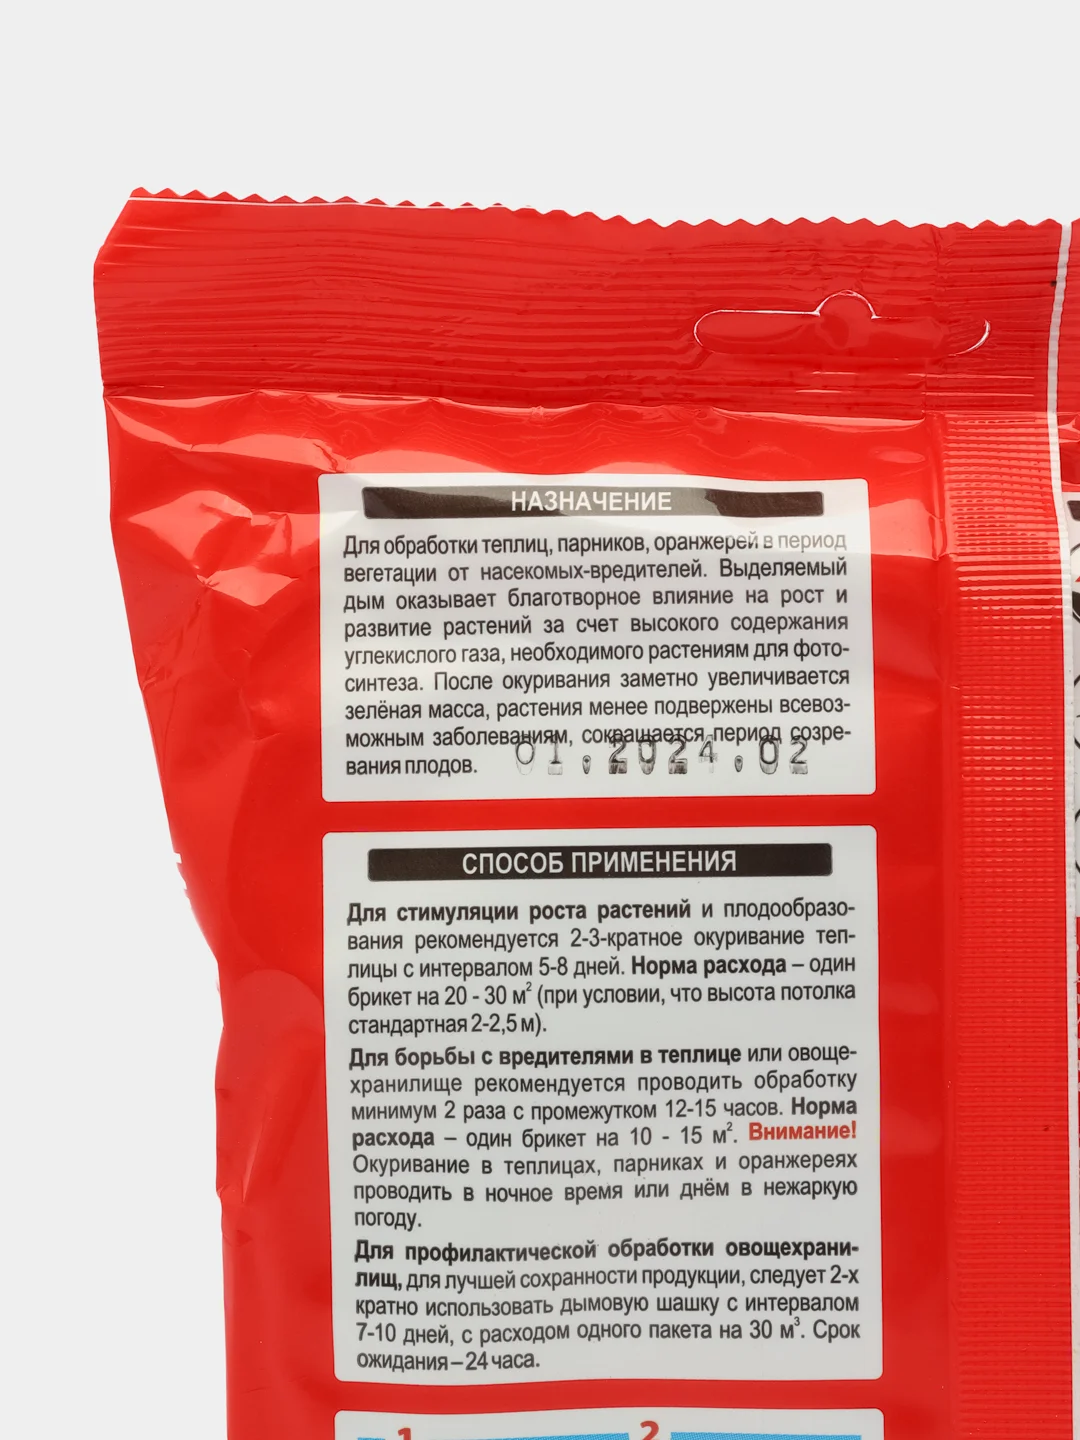 НАЗНАЧЕНИЕ
Для обработки теплиц, парников, оранжерей в период
вегетации от насекомых-вредителей. Выделяемый
дым оказывает благотворное влияние на рост и
развитие растений за счет высокого содержания
углекислого газа, необходимого растениям для фото-
синтеза. После окуривания заметно увеличивается
зелёная масса, растения менее подвержены всевоз-
можным заболеваниям, сокращается период созре-
вания плодов.
01.2024.02
СПОСОБ ПРИМЕНЕНИЯ
Для стимуляции роста растений и плодообразо-
вания рекомендуется 2-3-кратное окуривание теп-
лицы с интервалом 5-8 дней. Норма расхода – один
брикет на 20 - 30 м² (при условии, что высота потолка
стандартная 2-2,5 м).
Для борьбы с вредителями в теплице или овоще-
хранилище рекомендуется проводить обработку
минимум 2 раза с промежутком 12-15 часов. Норма
расхода – один брикет на 10 - 15 м². Внимание!
Окуривание в теплицах, парниках и оранжереях
проводить в ночное время или днём в нежаркую
погоду.
Для профилактической обработки овощехрани-
лищ, для лучшей сохранности продукции, следует 2-х
кратно использовать дымовую шашку с интервалом
7-10 дней, с расходом одного пакета на 30 м³. Срок
ожидания – 24 часа.
1 2